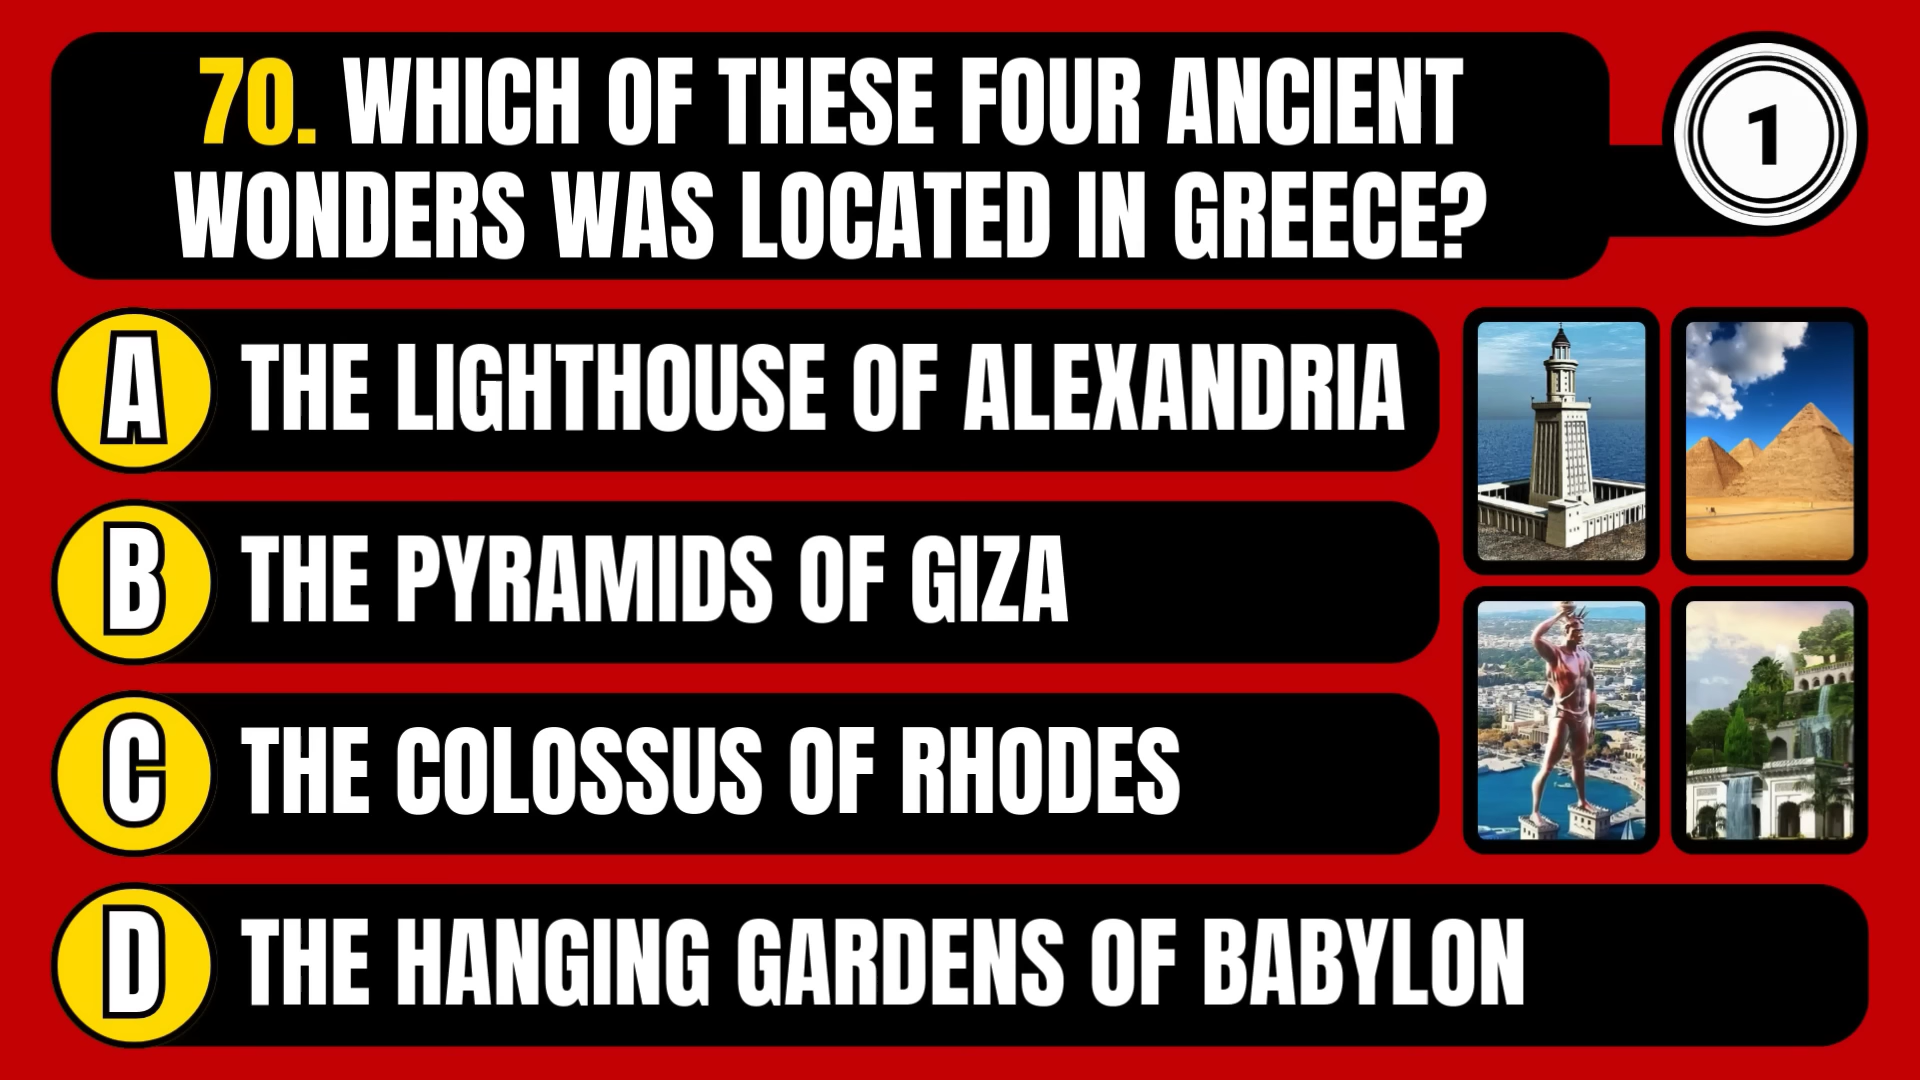 70. WHICH OF THESE FOUR ANCIENT
WONDERS WAS LOCATED IN GREECE?
1
A THE LIGHTHOUSE OF ALEXANDRIA
B THE PYRAMIDS OF GIZA
C THE COLOSSUS OF RHODES
D THE HANGING GARDENS OF BABYLON